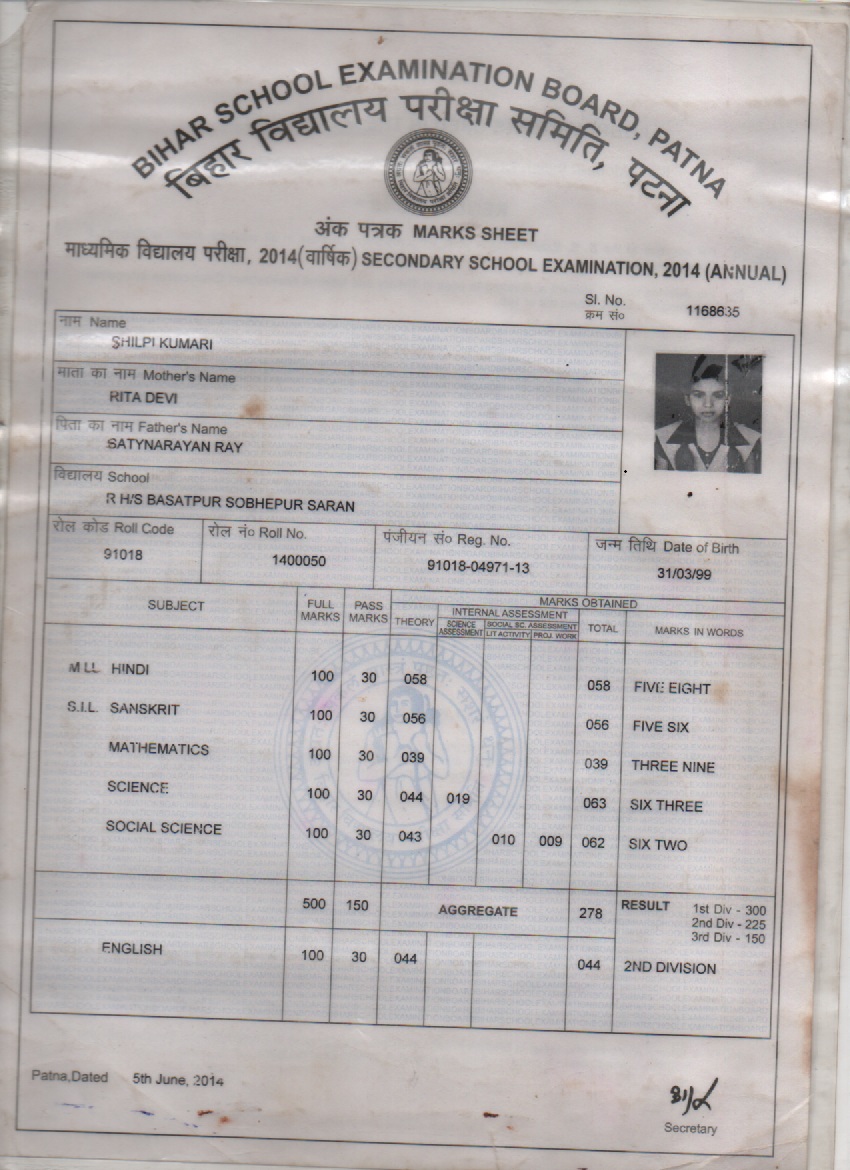 BIHAR SCHOOL EXAMINATION BOARD, PATNA
बिहार विद्यालय परीक्षा समिति, पटना
अंक पत्रक MARKS SHEET
माध्यमिक विद्यालय परीक्षा, 2014(वार्षिक) SECONDARY SCHOOL EXAMINATION, 2014 (ANNUAL)
Sl. No.
क्रम सं० 1168635
नाम Name
SHILPI KUMARI
माता का नाम Mother's Name
RITA DEVI
पिता का नाम Father's Name
SATYNARAYAN RAY
विद्यालय School
R H/S BASATPUR SOBHEPUR SARAN
रोल कोड Roll Code रोल नं० Roll No. पंजीयन सं० Reg. No. जन्म तिथि Date of Birth
91018 1400050 91018-04971-13 31/03/99
SUBJECT FULL MARKS PASS MARKS MARKS OBTAINED
THEORY INTERNAL ASSESSMENT TOTAL MARKS IN WORDS
SCIENCE ASSESSMENT SOCIAL SC. ASSESSMENT
LIT ACTIVITY PROJ. WORK
M.I.L. HINDI 100 30 058 058 FIVE EIGHT
S.I.L. SANSKRIT 100 30 056 056 FIVE SIX
MATHEMATICS 100 30 039 039 THREE NINE
SCIENCE 100 30 044 019 063 SIX THREE
SOCIAL SCIENCE 100 30 043 010 009 062 SIX TWO
500 150 AGGREGATE 278 RESULT 1st Div - 300
2nd Div - 225
3rd Div - 150
ENGLISH 100 30 044 044 2ND DIVISION
Patna,Dated 5th June, 2014
Secretary